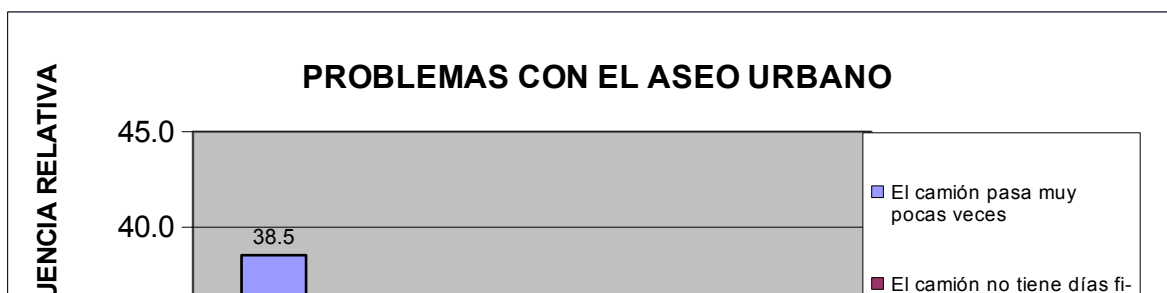 PROBLEMAS CON EL ASEO URBANO
UENCIA RELATIVA
45.0
40.0
38.5
El camión pasa muy
pocas veces
El camión no tiene días fi-